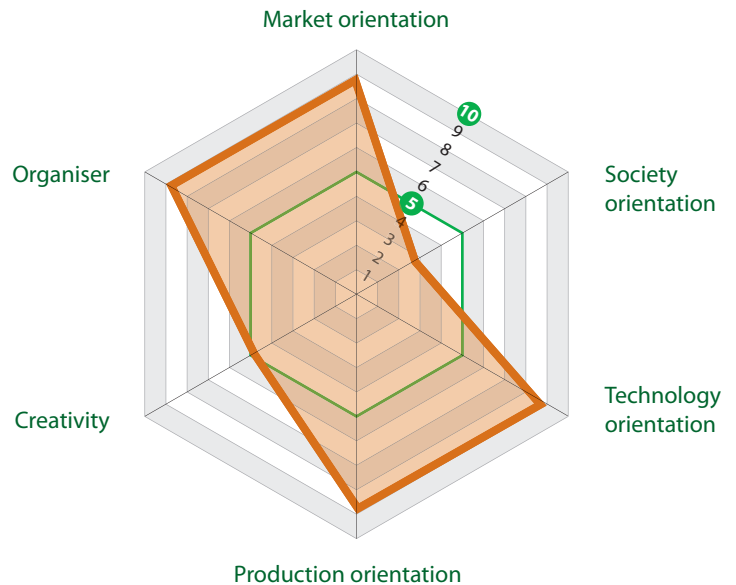 Market orientation
10
9
8
7
6
5
4
3
2
1
Organiser
Society
orientation
Creativity
Technology
orientation
Production orientation